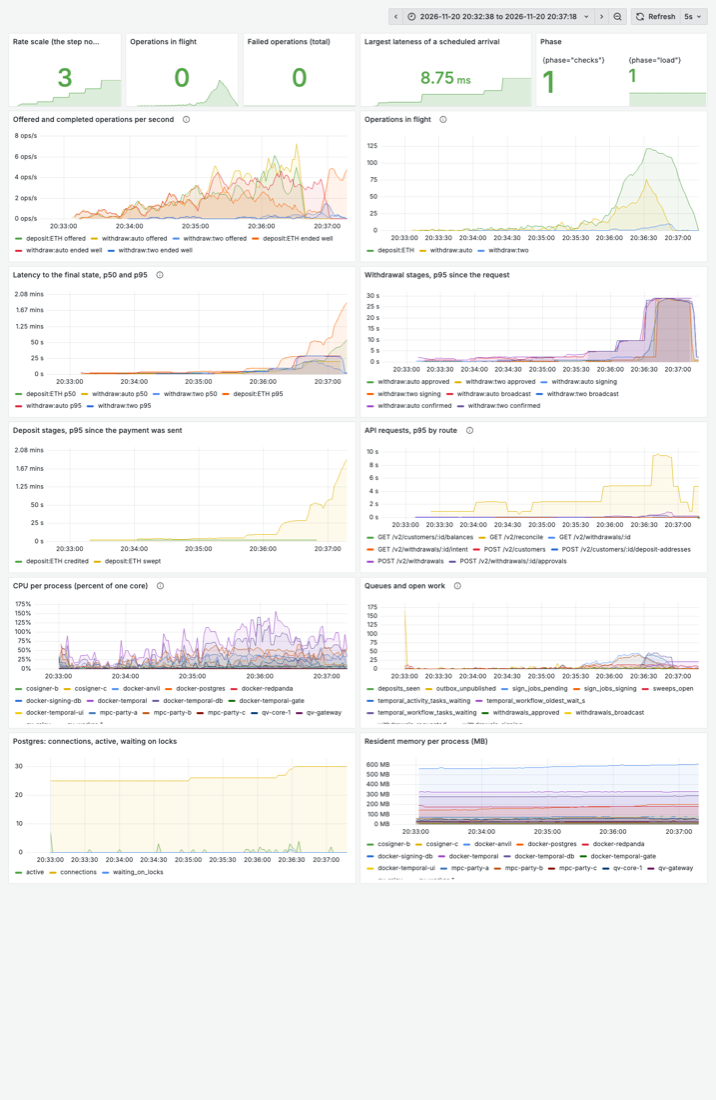 2026-11-20 20:32:38 to 2026-11-20 20:37:18
Refresh 5s
Rate scale (the step no...
3
Operations in flight
0
Failed operations (total)
0
Largest lateness of a scheduled arrival
8.75 ms
Phase
{phase="checks"}
1
{phase="load"}
1
Offered and completed operations per second
8 ops/s
6 ops/s
4 ops/s
2 ops/s
0 ops/s
20:33:00 20:34:00 20:35:00 20:36:00 20:37:00
deposit:ETH offered withdraw:auto offered withdraw:two offered deposit:ETH ended well
withdraw:auto ended well withdraw:two ended well
Operations in flight
125
100
75
50
25
0
20:33:00 20:33:30 20:34:00 20:34:30 20:35:00 20:35:30 20:36:00 20:36:30 20:37:00
deposit:ETH withdraw:auto withdraw:two
Latency to the final state, p50 and p95
2.08 mins
1.67 mins
1.25 mins
50 s
25 s
0 s
20:33:00 20:34:00 20:35:00 20:36:00 20:37:00
deposit:ETH p50 withdraw:auto p50 withdraw:two p50 deposit:ETH p95
withdraw:auto p95 withdraw:two p95
Withdrawal stages, p95 since the request
30 s
25 s
20 s
15 s
10 s
5 s
0 s
20:33:00 20:33:30 20:34:00 20:34:30 20:35:00 20:35:30 20:36:00 20:36:30 20:37:00
withdraw:auto approved withdraw:two approved withdraw:auto signing
withdraw:two signing withdraw:auto broadcast withdraw:two broadcast
withdraw:auto confirmed withdraw:two confirmed
Deposit stages, p95 since the payment was sent
2.08 mins
1.67 mins
1.25 mins
50 s
25 s
0 s
20:33:00 20:34:00 20:35:00 20:36:00 20:37:00
deposit:ETH credited deposit:ETH swept
API requests, p95 by route
10 s
8 s
6 s
4 s
2 s
0 s
20:33:00 20:33:30 20:34:00 20:34:30 20:35:00 20:35:30 20:36:00 20:36:30 20:37:00
GET /v2/customers/:id/balances GET /v2/reconcile GET /v2/withdrawals/:id
GET /v2/withdrawals/:id/intent POST /v2/customers POST /v2/customers/:id/deposit-addresses
POST /v2/withdrawals POST /v2/withdrawals/:id/approvals
CPU per process (percent of one core)
175%
150%
125%
100%
75%
50%
25%
0%
20:33:00 20:34:00 20:35:00 20:36:00 20:37:00
cosigner-b cosigner-c docker-anvil docker-postgres docker-redpanda
docker-signing-db docker-temporal docker-temporal-db docker-temporal-gate
docker-temporal-ui mpc-party-a mpc-party-b mpc-party-c qv-core-1 qv-gateway
Queues and open work
175
150
125
100
75
50
25
0
20:33:00 20:33:30 20:34:00 20:34:30 20:35:00 20:35:30 20:36:00 20:36:30 20:37:00
deposits_seen outbox_unpublished sign_jobs_pending sign_jobs_signing sweeps_open
temporal_activity_tasks_waiting temporal_workflow_oldest_wait_s
temporal_workflow_tasks_waiting withdrawals_approved withdrawals_broadcast
Postgres: connections, active, waiting on locks
30
20
10
0
20:33:00 20:33:30 20:34:00 20:34:30 20:35:00 20:35:30 20:36:00 20:36:30 20:37:00
active connections waiting_on_locks
Resident memory per process (MB)
600 MB
500 MB
400 MB
300 MB
200 MB
100 MB
0 MB
20:33:00 20:34:00 20:35:00 20:36:00 20:37:00
cosigner-b cosigner-c docker-anvil docker-postgres docker-redpanda
docker-signing-db docker-temporal docker-temporal-db docker-temporal-gate
docker-temporal-ui mpc-party-a mpc-party-b mpc-party-c qv-core-1 qv-gateway